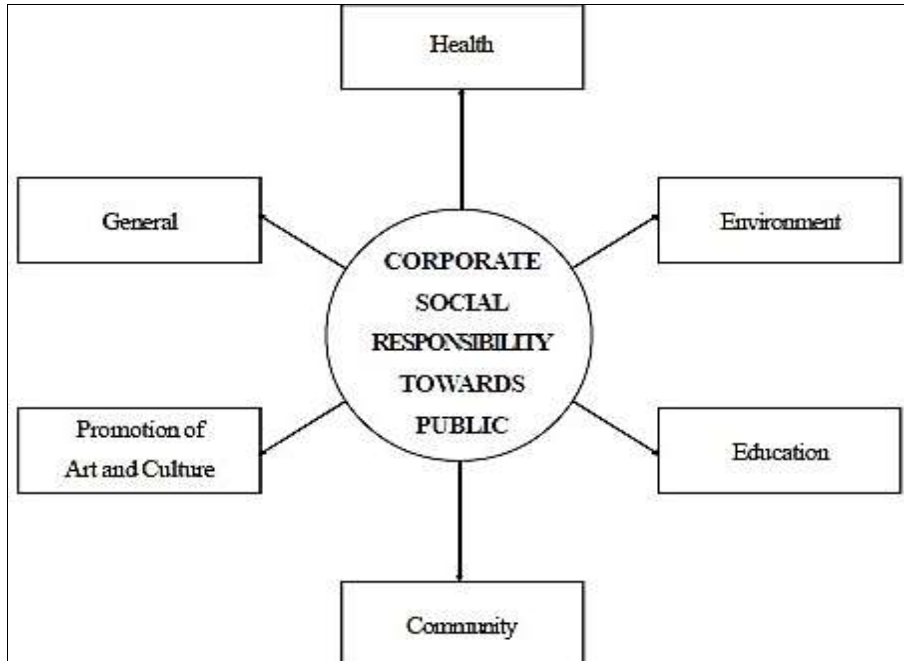 Health
General
Environment
CORPORATE
SOCIAL
RESPONSIBILITY
TOWARDS
PUBLIC
Promotion of
Art and Culture
Education
Community